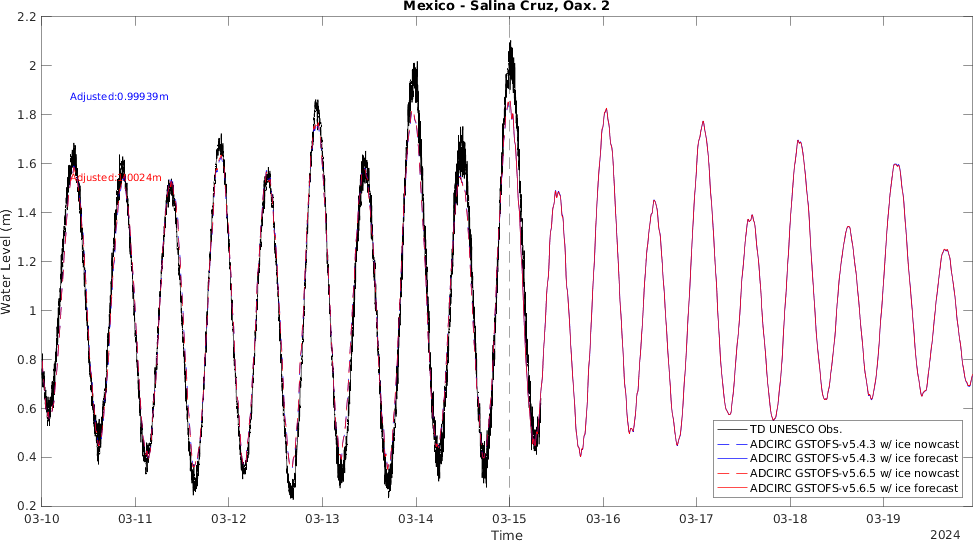 Mexico - Salina Cruz, Oax. 2
2.2
2
1.8
1.6
1.4
1.2
1
0.8
0.6
0.4
0.2
Water Level (m)
Adjusted:0.99939m
Adjusted:1.0024m
TD UNESCO Obs.
ADCIRC GSTOFS-v5.4.3 w/ ice nowcast
ADCIRC GSTOFS-v5.4.3 w/ ice forecast
ADCIRC GSTOFS-v5.6.5 w/ ice nowcast
ADCIRC GSTOFS-v5.6.5 w/ ice forecast
03-10 03-11 03-12 03-13 03-14 03-15 03-16 03-17 03-18 03-19
Time
2024